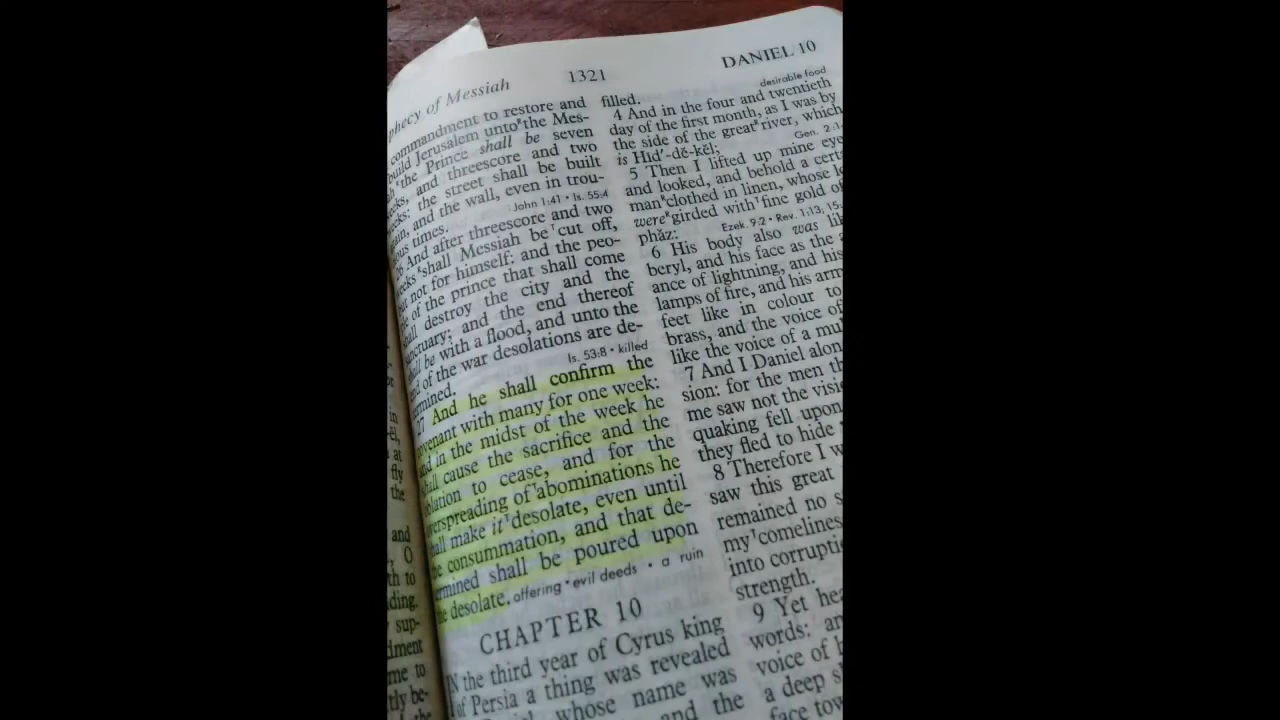 phecy of Messiah
1321
DANIEL 10
commandment to restore and
build Jerusalem unto the Mes-
the Prince shall be seven
and threescore and two
the street shall be built
and the wall, even in trou-
times.
John 1:41 • Is. 55:4
26 And after threescore and two
shall Messiah be cut off,
not for himself: and the peo-
of the prince that shall come
destroy the city and the
and the end thereof
be with a flood, and unto the
of the war desolations are de-
Is. 53:8 • killed
27 And he shall confirm the
with many for one week:
and in the midst of the week he
cause the sacrifice and the
to cease, and for the
of abominations he
make it desolate, even until
consummation, and that de-
shall be poured upon
desolate. offering • evil deeds • a ruin
CHAPTER 10
the third year of Cyrus king
of Persia a thing was revealed
whose name was
and the
filled.
desirable food
4 And in the four and twentieth
day of the first month, as I was by
the side of the great river, which
is Hĭd'-dĕ-kĕl;
Gen. 2:1
5 Then I lifted up mine eye
and looked, and behold a cert
man clothed in linen, whose lo
were girded with fine gold of
phăz:
Ezek. 9:2 • Rev. 1:13, 15
6 His body also was lik
beryl, and his face as the a
ance of lightning, and his
lamps of fire, and his arm
feet like in colour to
brass, and the voice of
like the voice of a mul
7 And I Daniel alon
sion: for the men th
me saw not the visi
quaking fell upon
they fled to hide
8 Therefore I w
saw this great
remained no s
my comelines
into corrupti
strength.
9 Yet hea
words: an
voice of h
a deep s
face tow